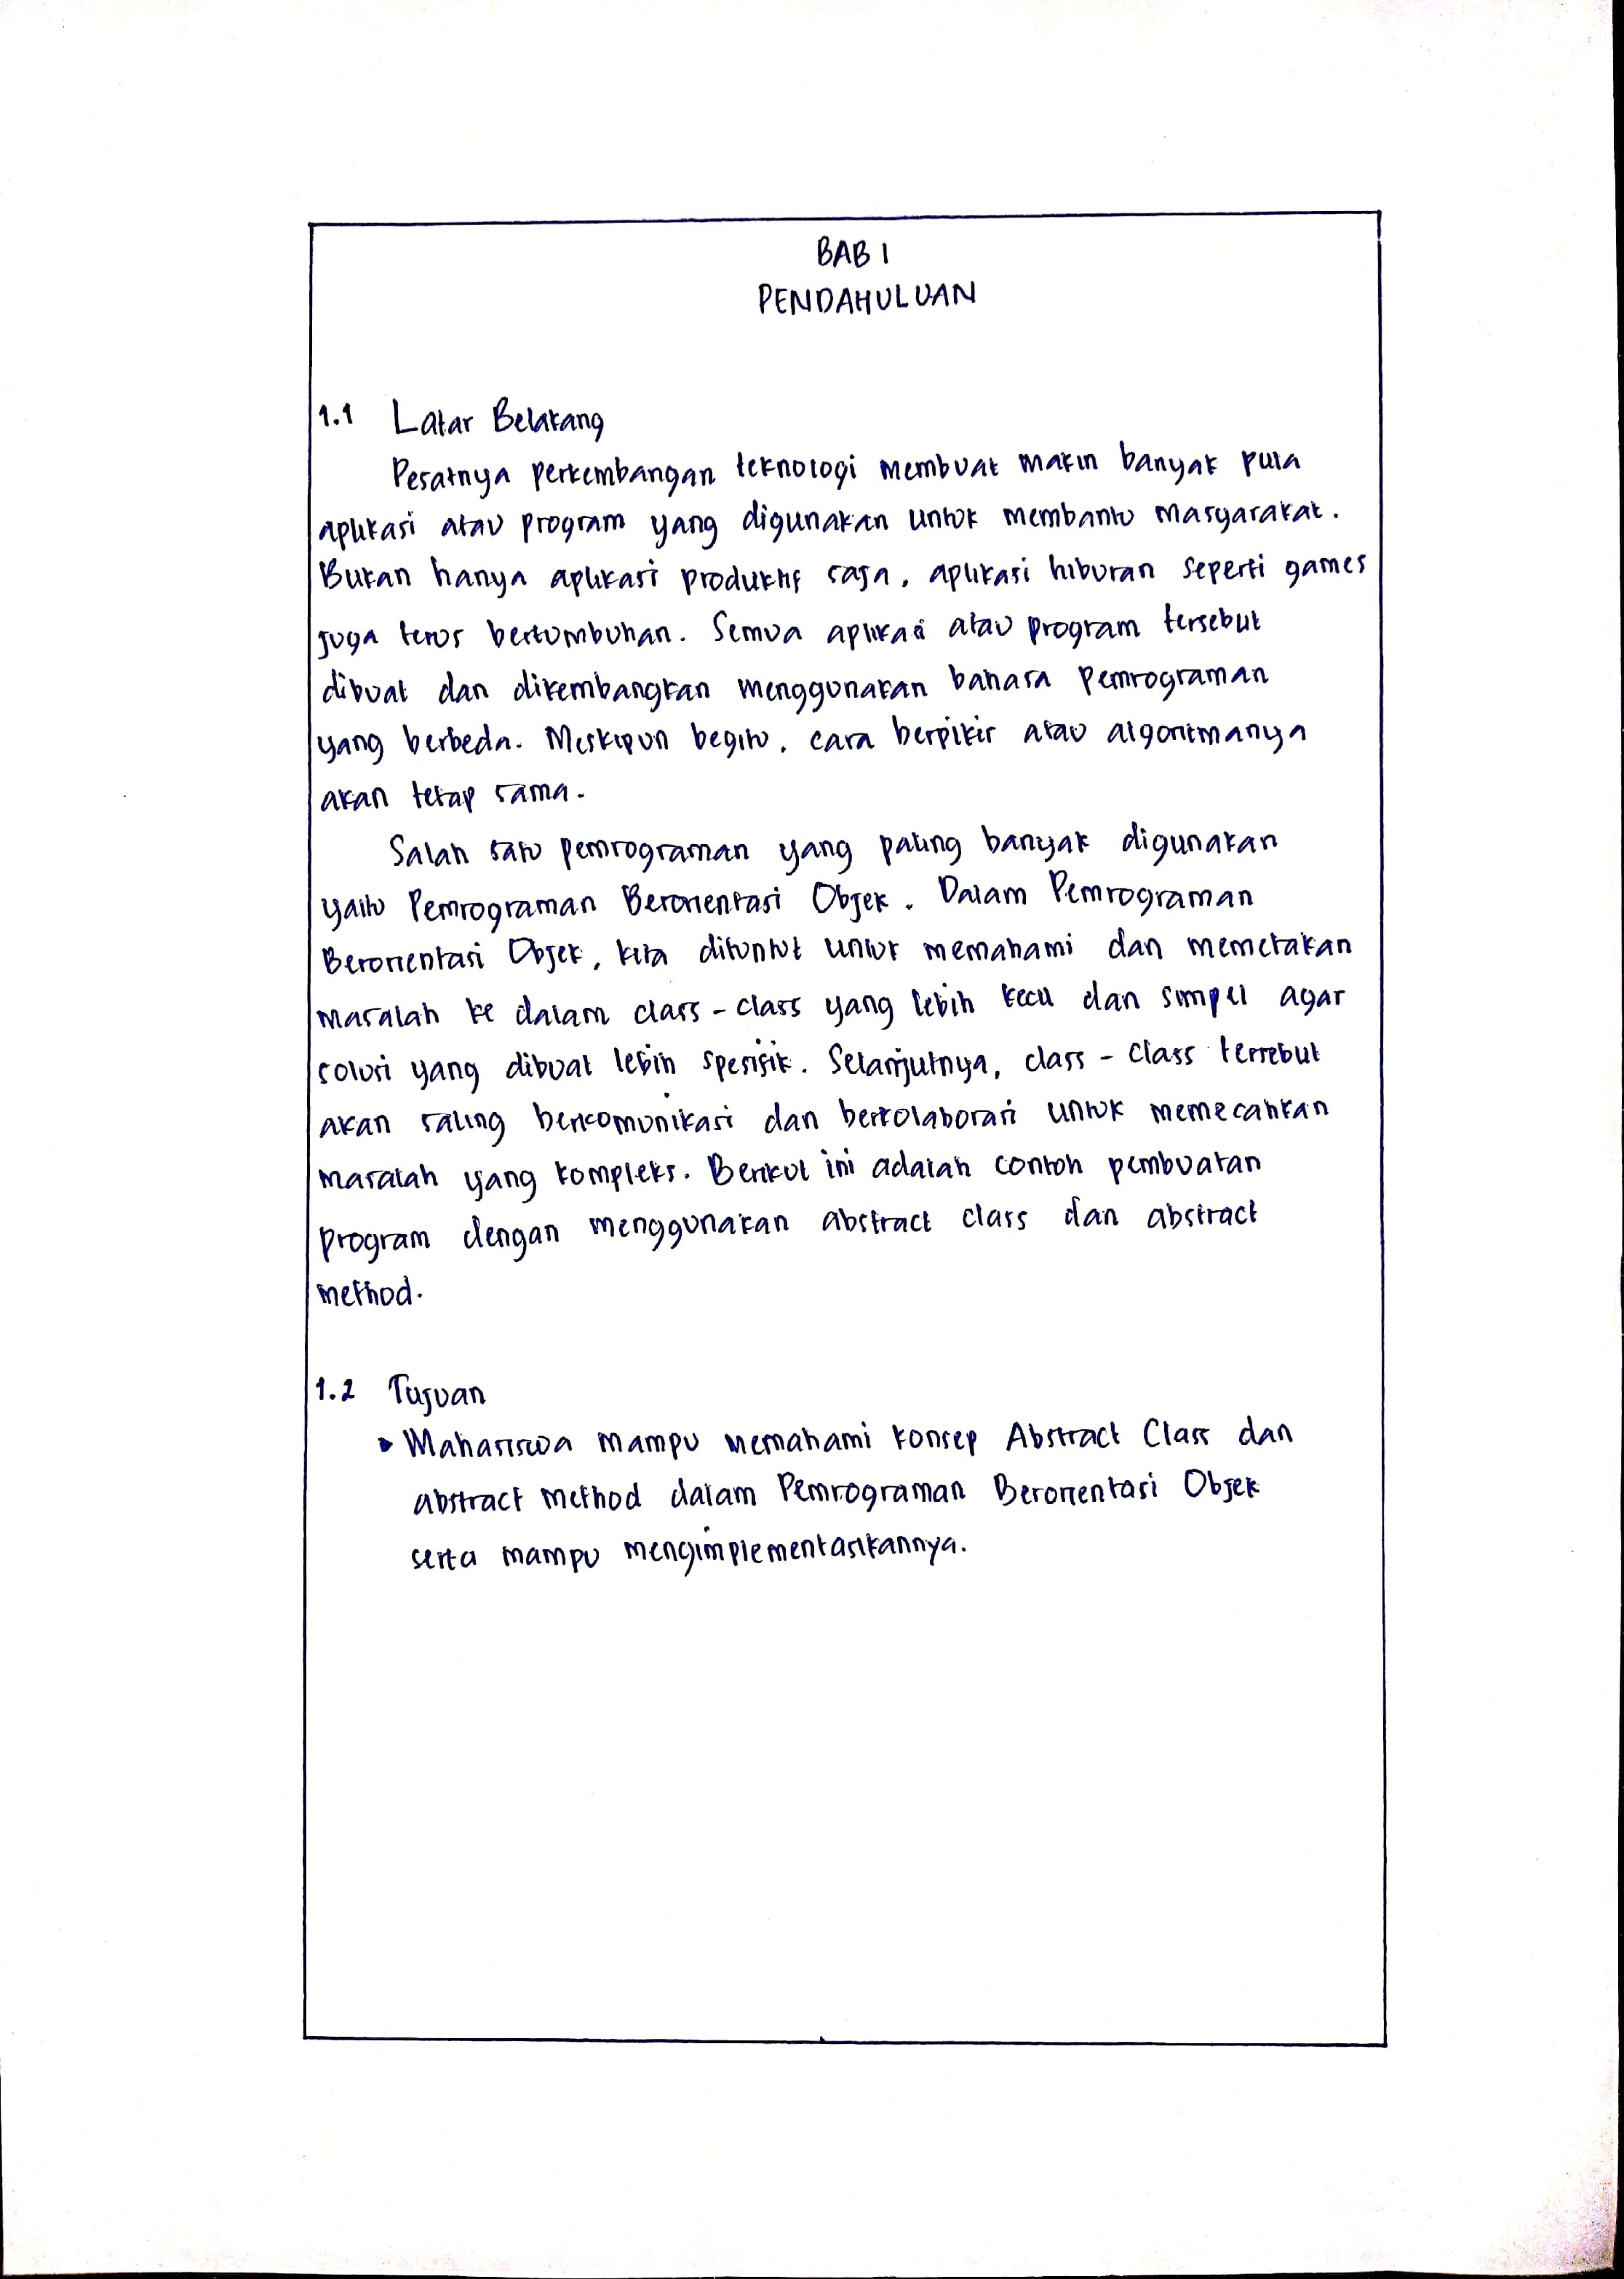 BAB 1
PENDAHULUAN
1.1 Latar Belakang
Pesatnya perkembangan teknologi membuat makin banyak pula
aplikasi atau program yang digunakan untuk membantu masyarakat.
Bukan hanya aplikasi produktif saja, aplikasi hiburan seperti games
juga terus bertumbuhan. Semua aplikasi atau program tersebut
dibuat dan dikembangkan menggunakan bahasa pemrograman
yang berbeda. Meskipun begitu, cara berpikir atau algoritmanya
akan tetap sama.
Salah satu pemrograman yang paling banyak digunakan
yaitu Pemrograman Berorientasi Objek. Dalam Pemrograman
Berorientasi Objek, kita dituntut untuk memahami dan memetakan
masalah ke dalam class-class yang lebih kecil dan simpel agar
solusi yang dibuat lebih spesifik. Selanjutnya, class-class tersebut
akan saling berkomunikasi dan berkolaborasi untuk memecahkan
masalah yang kompleks. Berikut ini adalah contoh pembuatan
program dengan menggunakan abstract class dan abstract
method.
1.2 Tujuan
• Mahasiswa mampu memahami konsep Abstract Class dan
abstract method dalam Pemrograman Berorientasi Objek
serta mampu mengimplementasikannya.